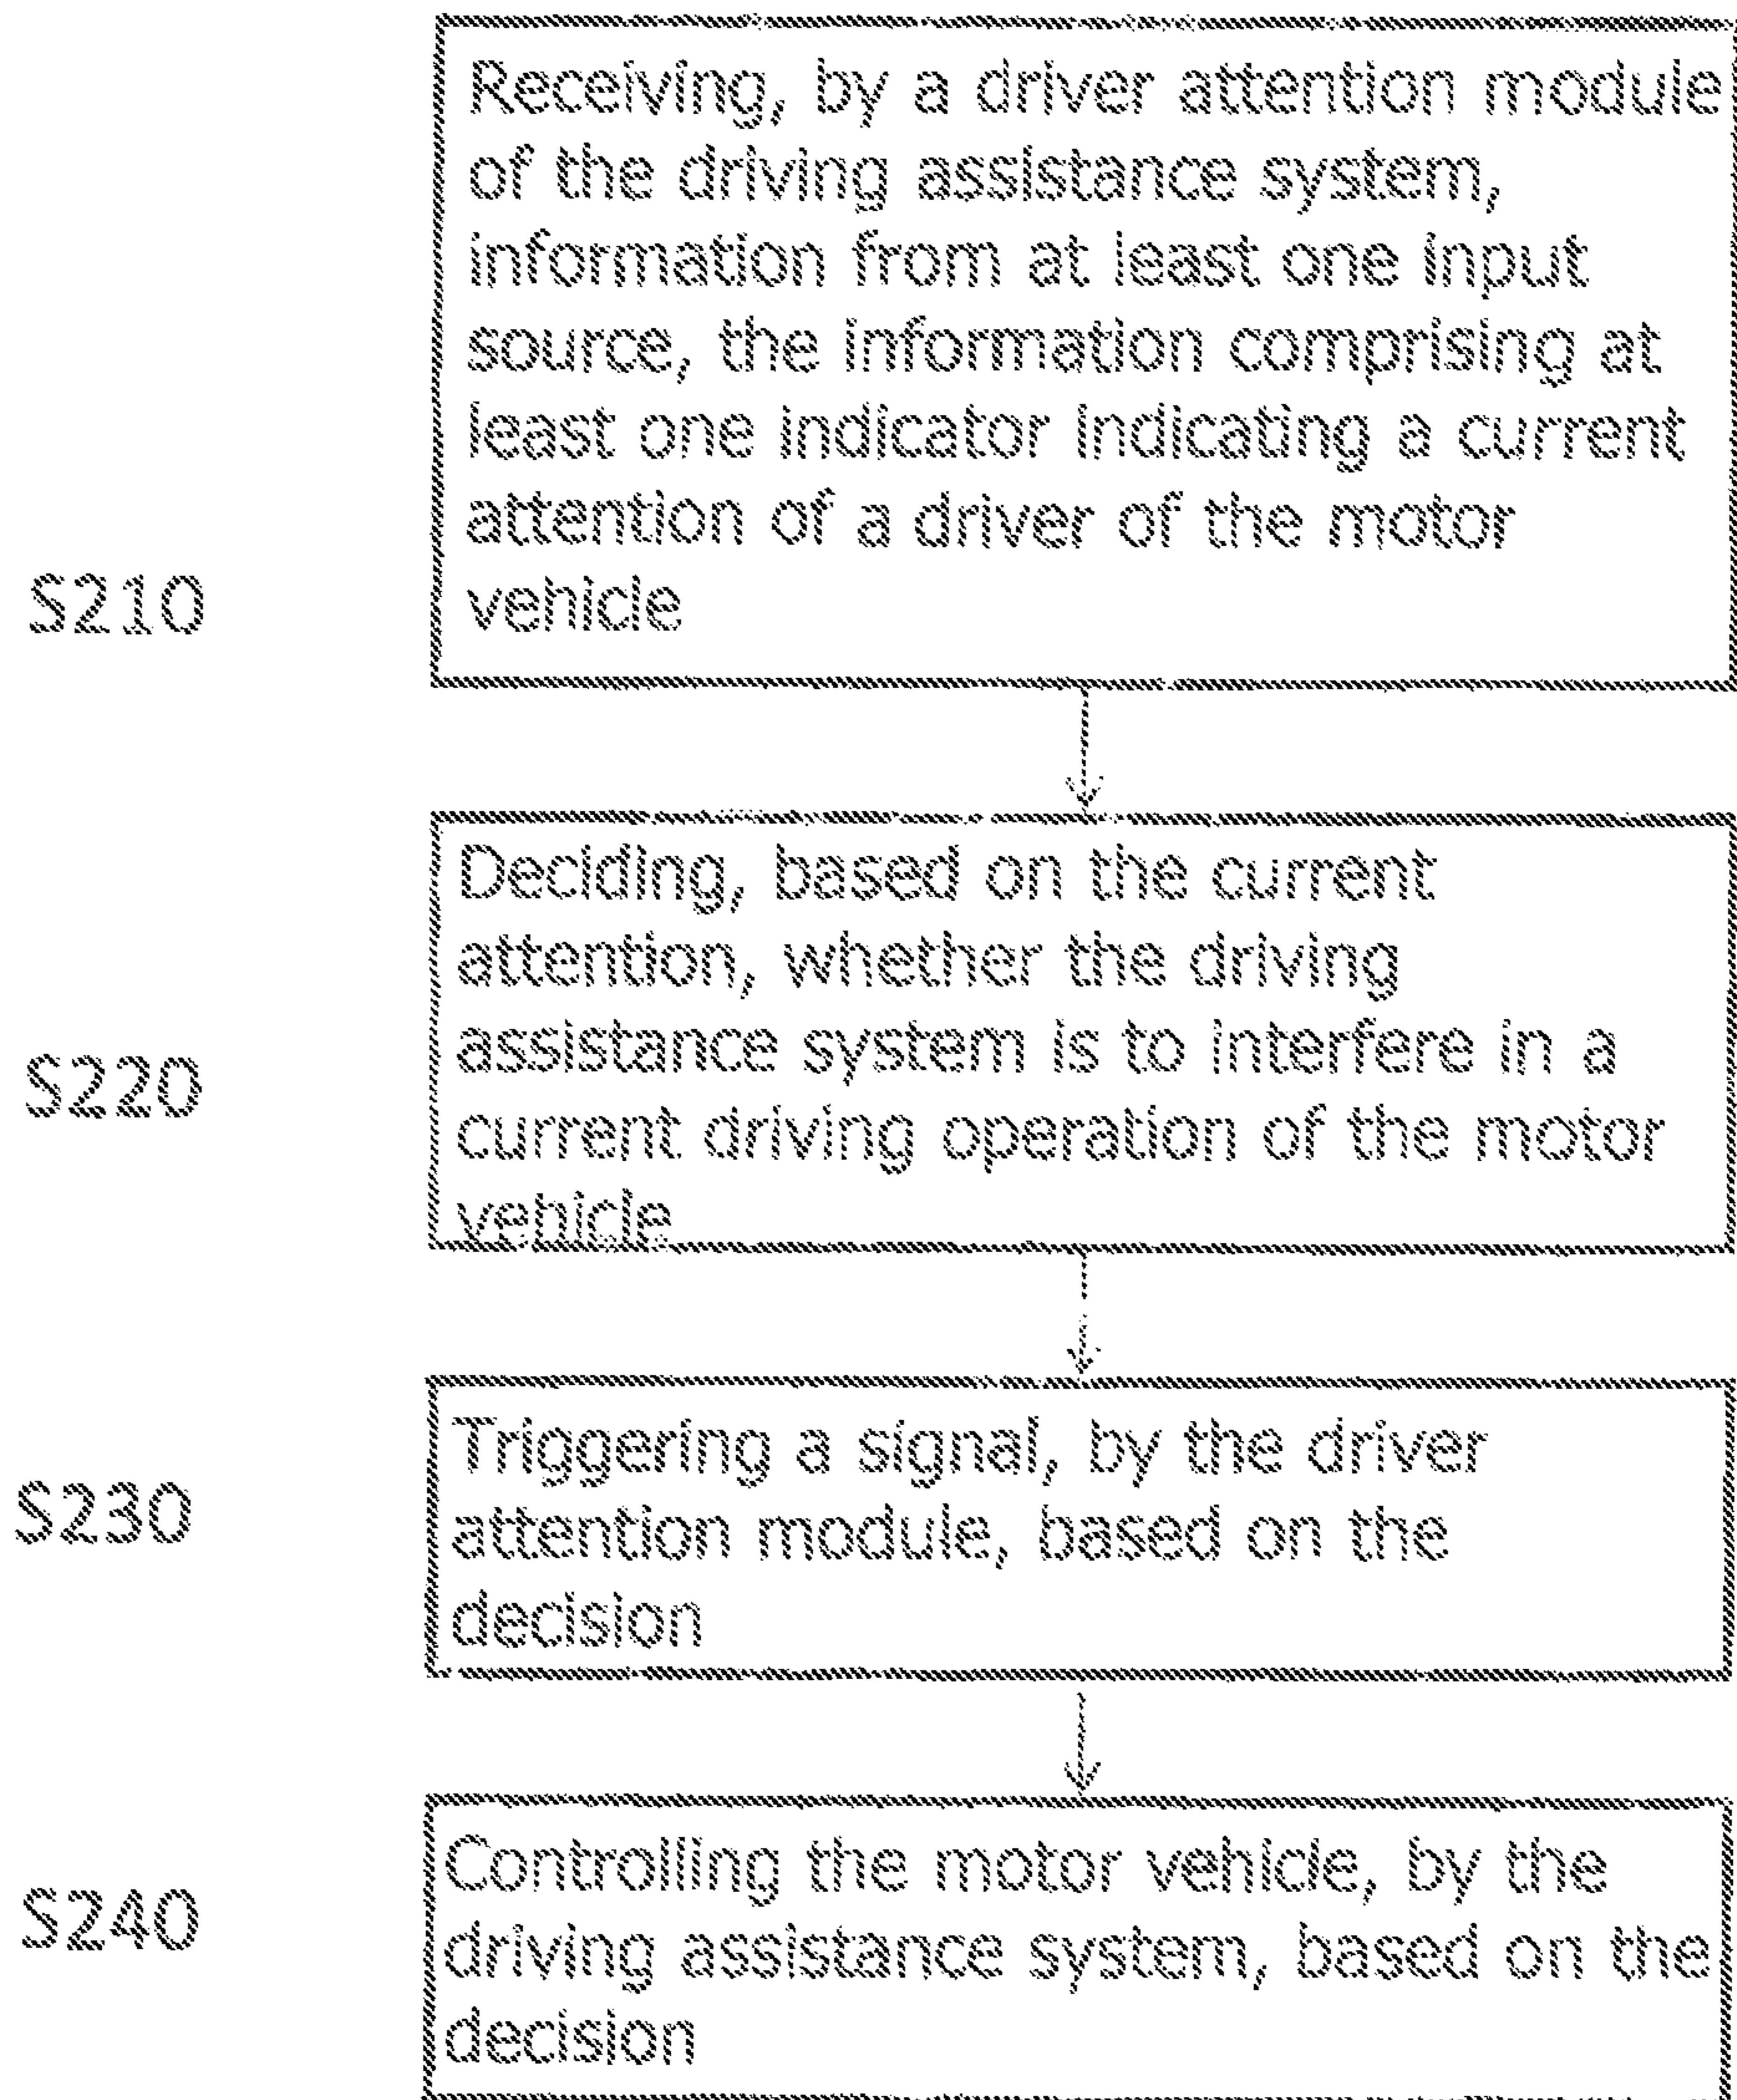 Receiving, by a driver attention module
of the driving assistance system,
information from at least one input
source, the information comprising at
least one indicator indicating a current
attention of a driver of the motor
S210
vehicle
Deciding, based on the current
attention, whether the driving
assistance system is to interfere in a
S220
current driving operation of the motor
vehicle
Triggering a signal, by the driver
S230
attention module, based on the
decision
Controlling the motor vehicle, by the
S240
driving assistance system, based on the
decision